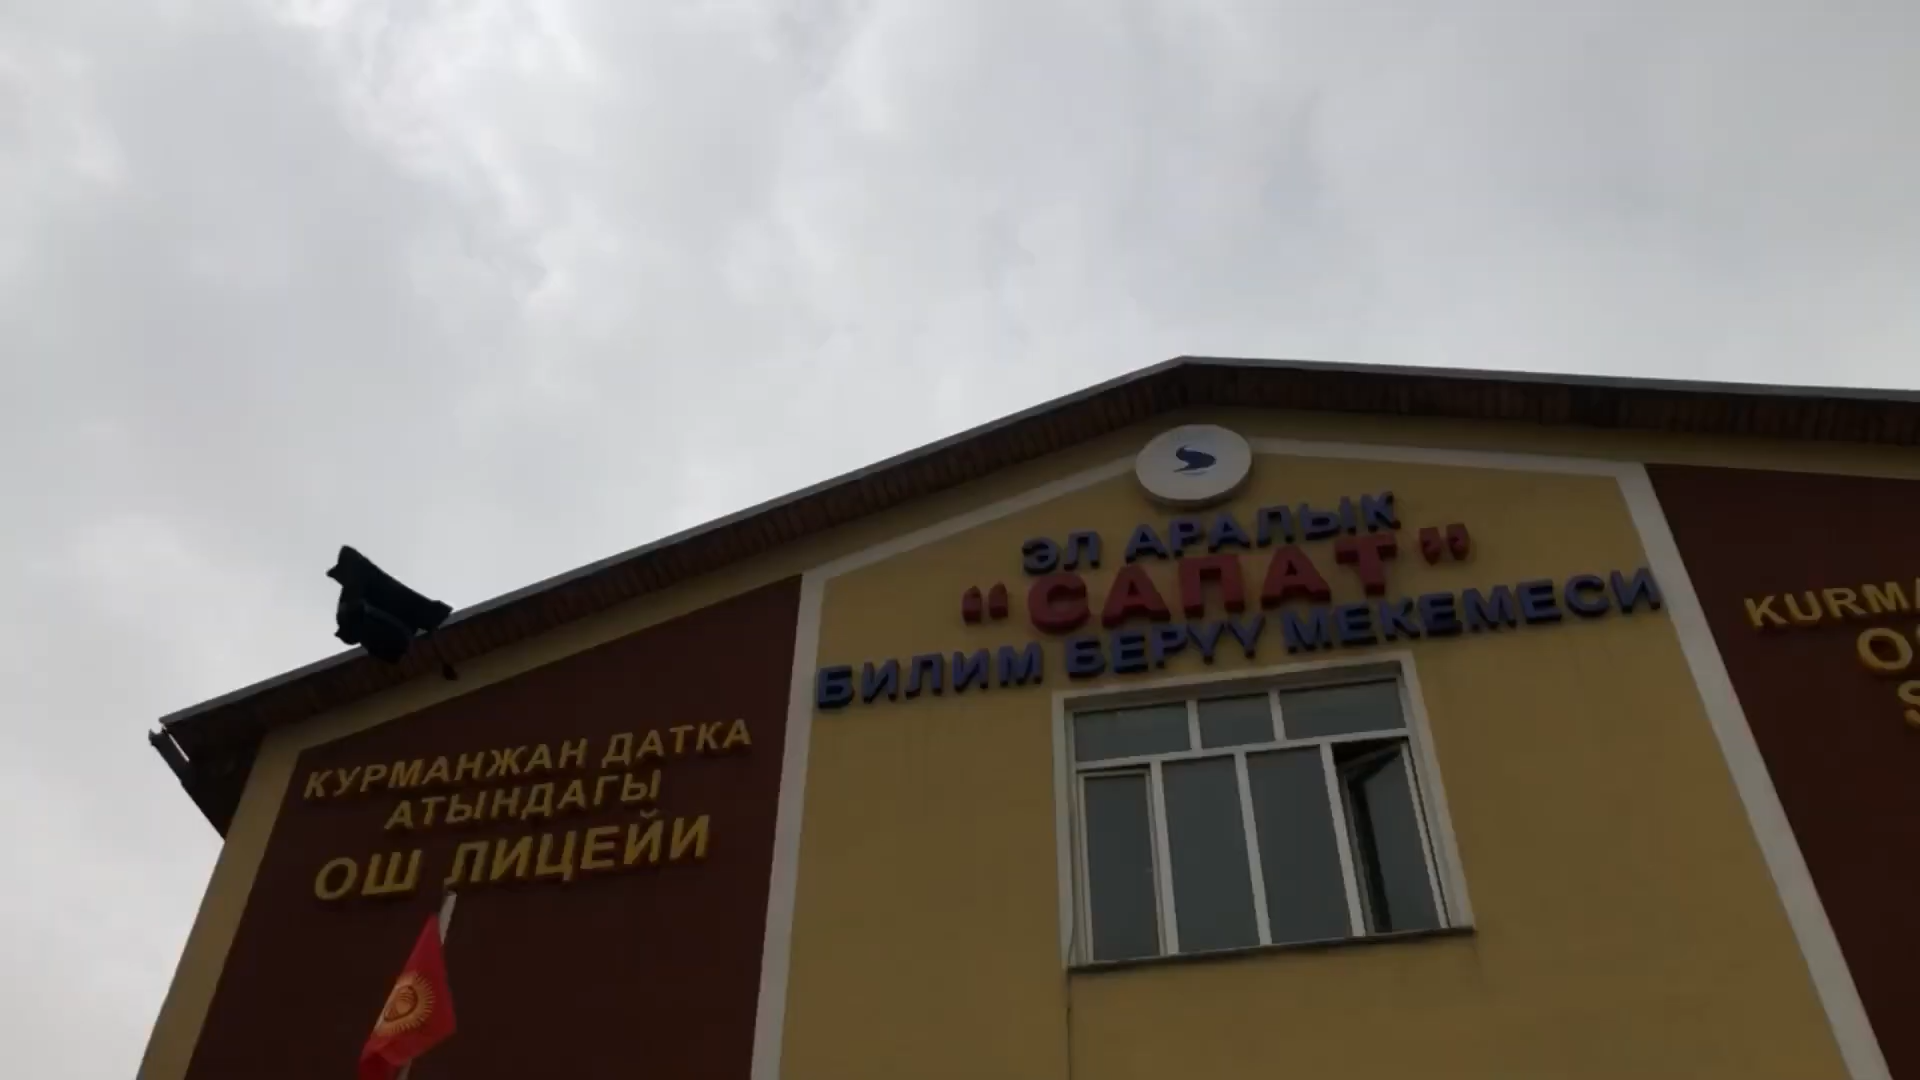 ЭЛ АРАЛЫК
“САПАТ”
БИЛИМ БЕРҮҮ МЕКЕМЕСИ
КУРМАНЖАН ДАТКА
АТЫНДАГЫ
ОШ ЛИЦЕЙИ